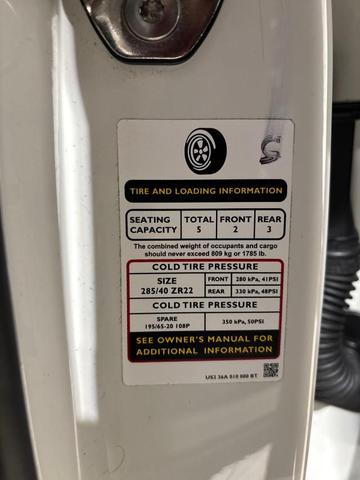 TIRE AND LOADING INFORMATION
SEATING CAPACITY TOTAL 5 FRONT 2 REAR 3
The combined weight of occupants and cargo
should never exceed 809 kg or 1785 lb.
COLD TIRE PRESSURE
SIZE 285/40 ZR22 FRONT 280 kPa, 41PSI
REAR 330 kPa, 48PSI
COLD TIRE PRESSURE
SPARE 195/65-20 108P 350 kPa, 50PSI
SEE OWNER'S MANUAL FOR
ADDITIONAL INFORMATION
US2 36A 010 000 BT